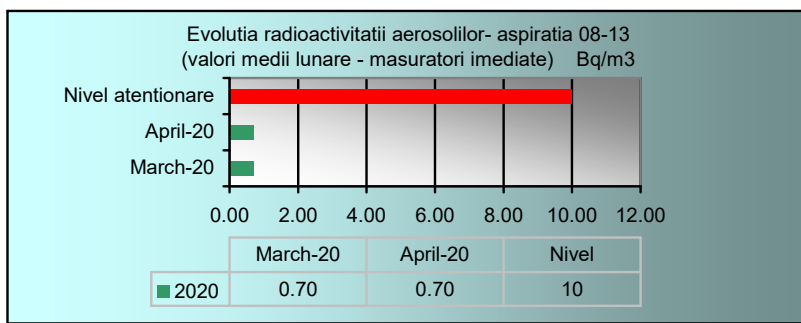 Evolutia radioactivitatii aerosolilor- aspiratia 08-13
(valori medii lunare - masuratori imediate) Bq/m3
Nivel atentionare
April-20
March-20
0.00 2.00 4.00 6.00 8.00 10.00 12.00
March-20 April-20 Nivel
2020 0.70 0.70 10